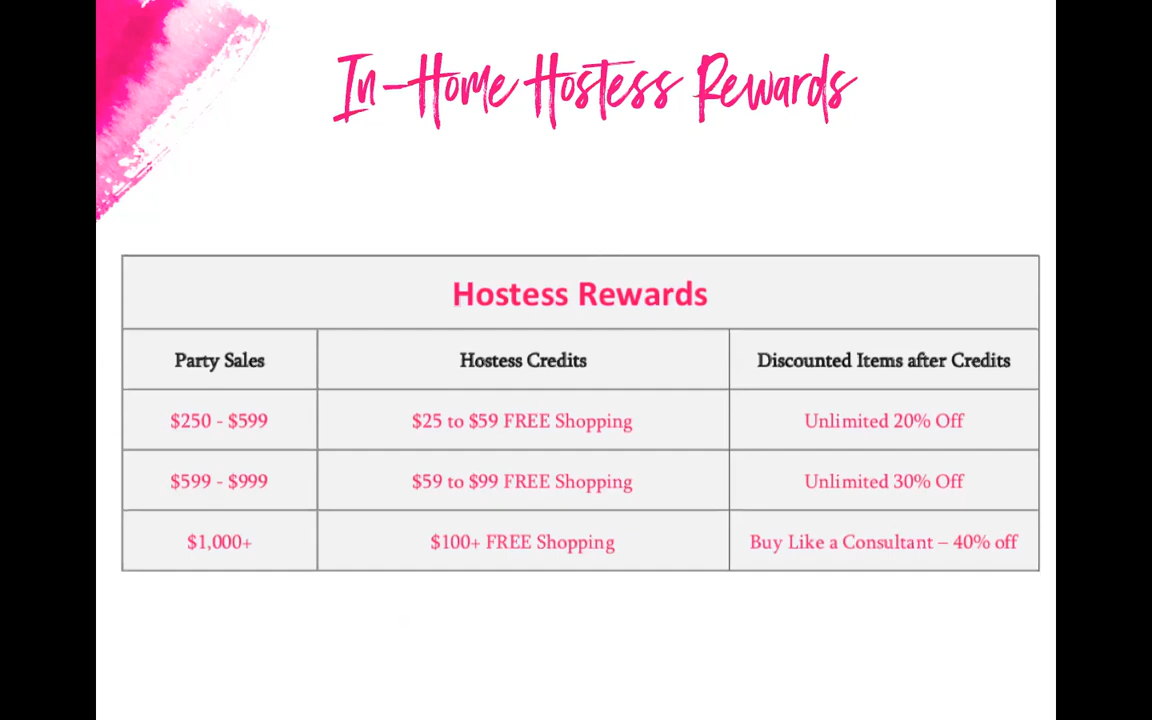 In-Home Hostess Rewards
Hostess Rewards
Party Sales Hostess Credits Discounted Items after Credits
$250 - $599 $25 to $59 FREE Shopping Unlimited 20% Off
$599 - $999 $59 to $99 FREE Shopping Unlimited 30% Off
$1,000+ $100+ FREE Shopping Buy Like a Consultant – 40% off